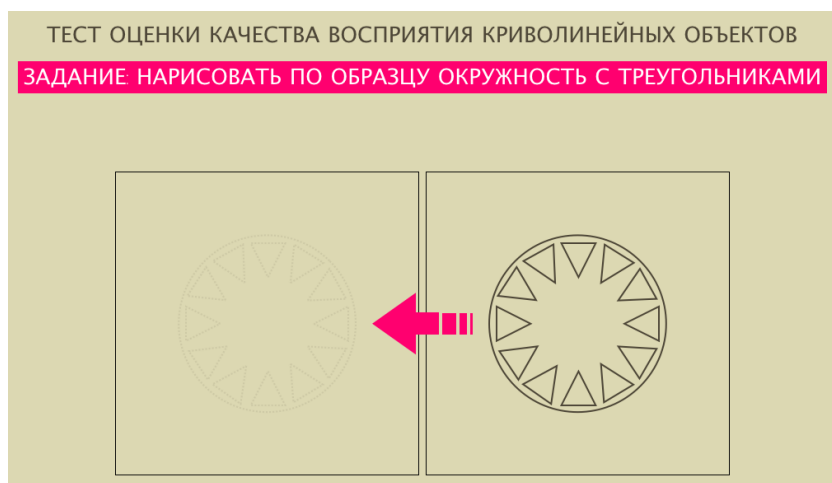 ТЕСТ ОЦЕНКИ КАЧЕСТВА ВОСПРИЯТИЯ КРИВОЛИНЕЙНЫХ ОБЪЕКТОВ
ЗАДАНИЕ: НАРИСОВАТЬ ПО ОБРАЗЦУ ОКРУЖНОСТЬ С ТРЕУГОЛЬНИКАМИ